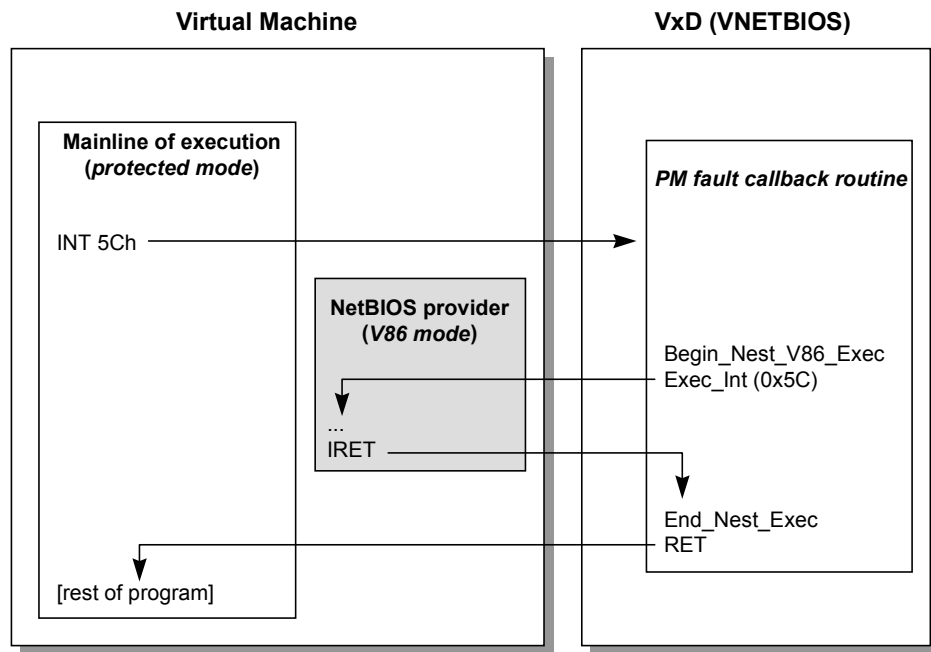 Virtual Machine
VxD (VNETBIOS)
Mainline of execution
(protected mode)
INT 5Ch
[rest of program]
NetBIOS provider
(V86 mode)
...
IRET
PM fault callback routine
Begin_Nest_V86_Exec
Exec_Int (0x5C)
End_Nest_Exec
RET